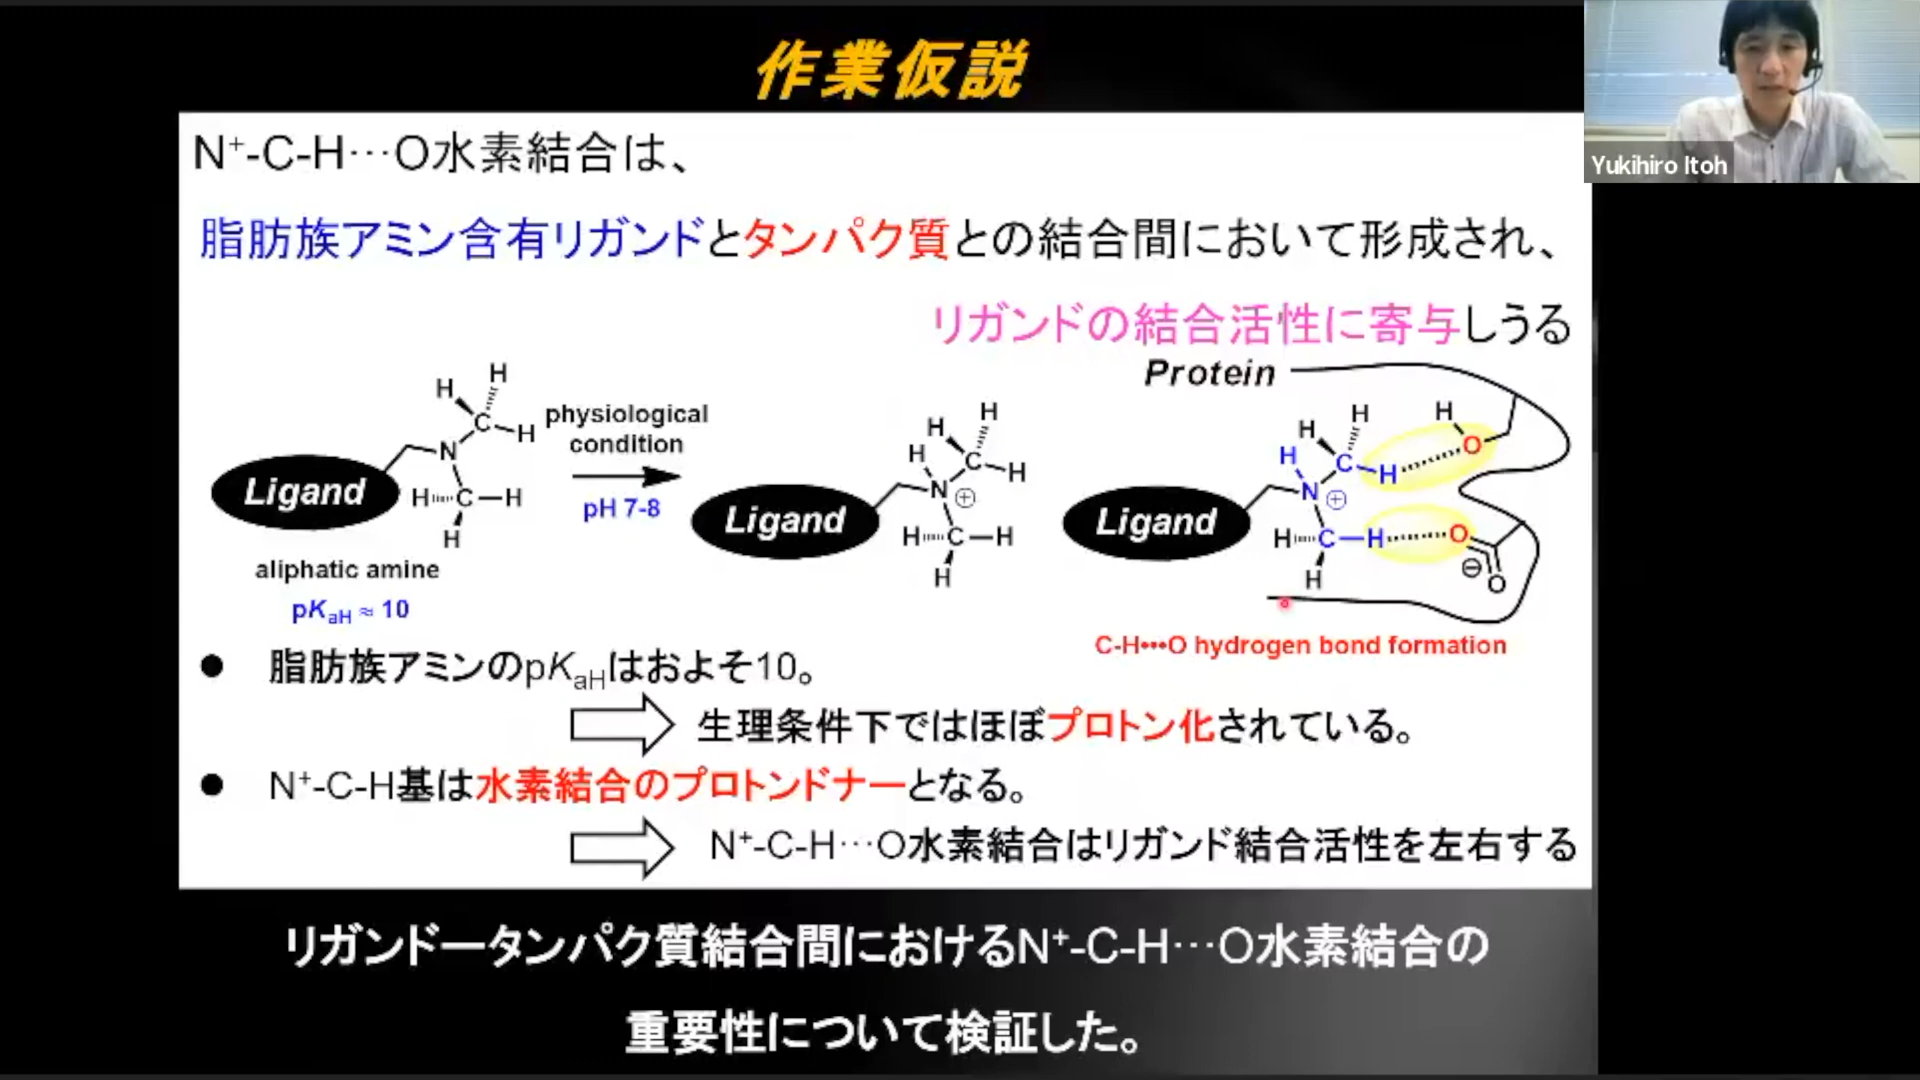 作業仮説
Yukihiro Itoh
N⁺-C-H…O水素結合は、
脂肪族アミン含有リガンドとタンパク質との結合間において形成され、
リガンドの結合活性に寄与しうる
Protein
physiological
condition
pH 7-8
Ligand
H H C H N H C H H
aliphatic amine
pKaH ≈ 10
Ligand
H H H C H N ⊕ H C H H
Ligand
H H H C H N ⊕ H C H H
H O
O ⊖ O
C-H•••O hydrogen bond formation
● 脂肪族アミンのpKaHはおよそ10。
生理条件下ではほぼプロトン化されている。
● N⁺-C-H基は水素結合のプロトンドナーとなる。
N⁺-C-H…O水素結合はリガンド結合活性を左右する
リガンドータンパク質結合間におけるN⁺-C-H…O水素結合の
重要性について検証した。